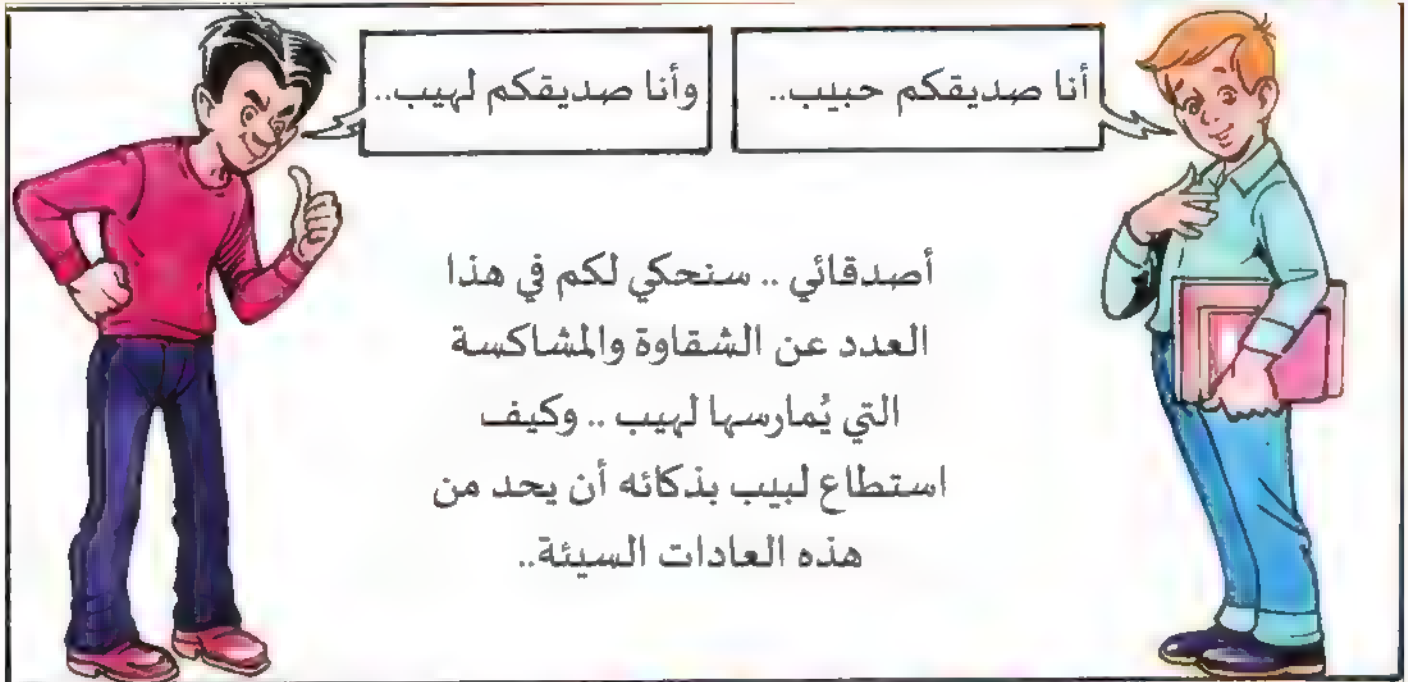 أنا صديقكم حبيب..
وأنا صديقكم لهيب..
أصدقائي .. سنحكي لكم في هذا
العدد عن الشقاوة والمشاكسة
التي يُمارسها لهيب .. وكيف
استطاع لبيب بذكائه أن يحد من
هذه العادات السيئة..